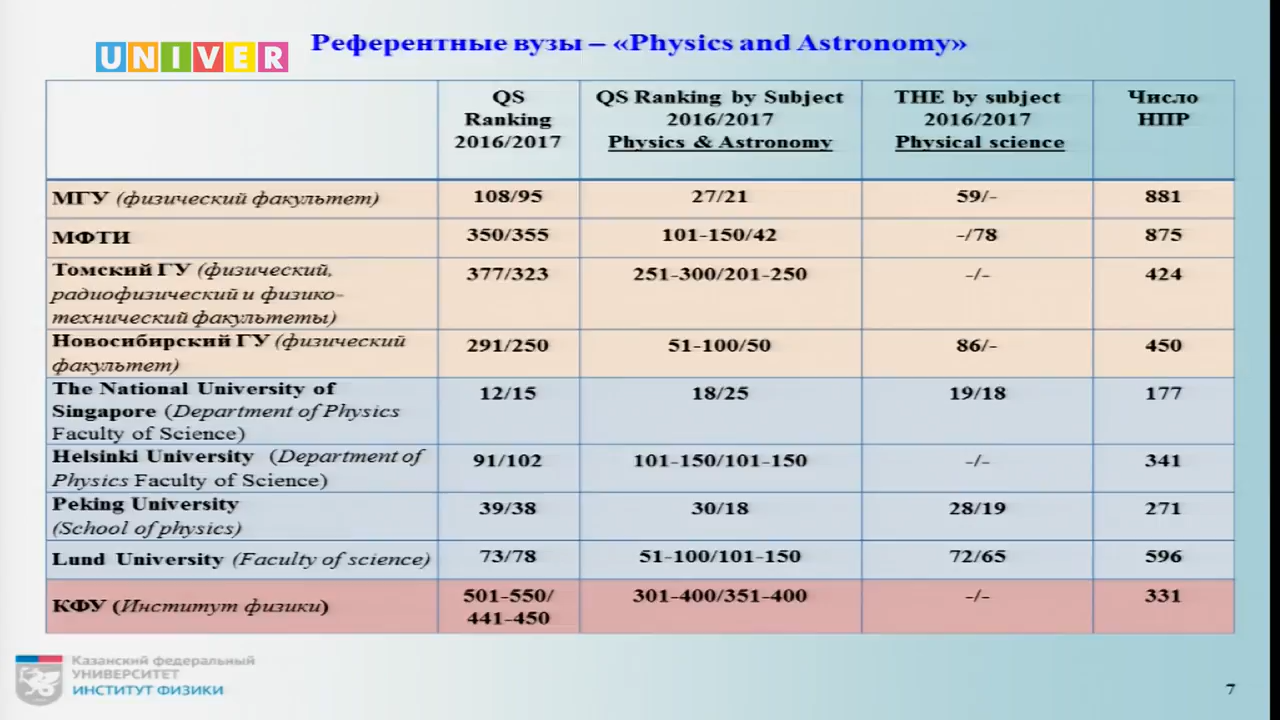 UNIVER
Референтные вузы – «Physics and Astronomy»
QS Ranking 2016/2017
QS Ranking by Subject 2016/2017 Physics & Astronomy
THE by subject 2016/2017 Physical science
Число НПР
МГУ (физический факультет) 108/95 27/21 59/- 881
МФТИ 350/355 101-150/42 -/78 875
Томский ГУ (физический, 377/323 251-300/201-250 -/- 424
радиофизический и физико-
технический факультеты)
Новосибирский ГУ (физический 291/250 51-100/50 86/- 450
факультет)
The National University of 12/15 18/25 19/18 177
Singapore (Department of Physics
Faculty of Science)
Helsinki University (Department of 91/102 101-150/101-150 -/- 341
Physics Faculty of Science)
Peking University 39/38 30/18 28/19 271
(School of physics)
Lund University (Faculty of science) 73/78 51-100/101-150 72/65 596
КФУ (Институт физики) 501-550/ 301-400/351-400 -/- 331
441-450
Казанский федеральный
УНИВЕРСИТЕТ
ИНСТИТУТ ФИЗИКИ
7